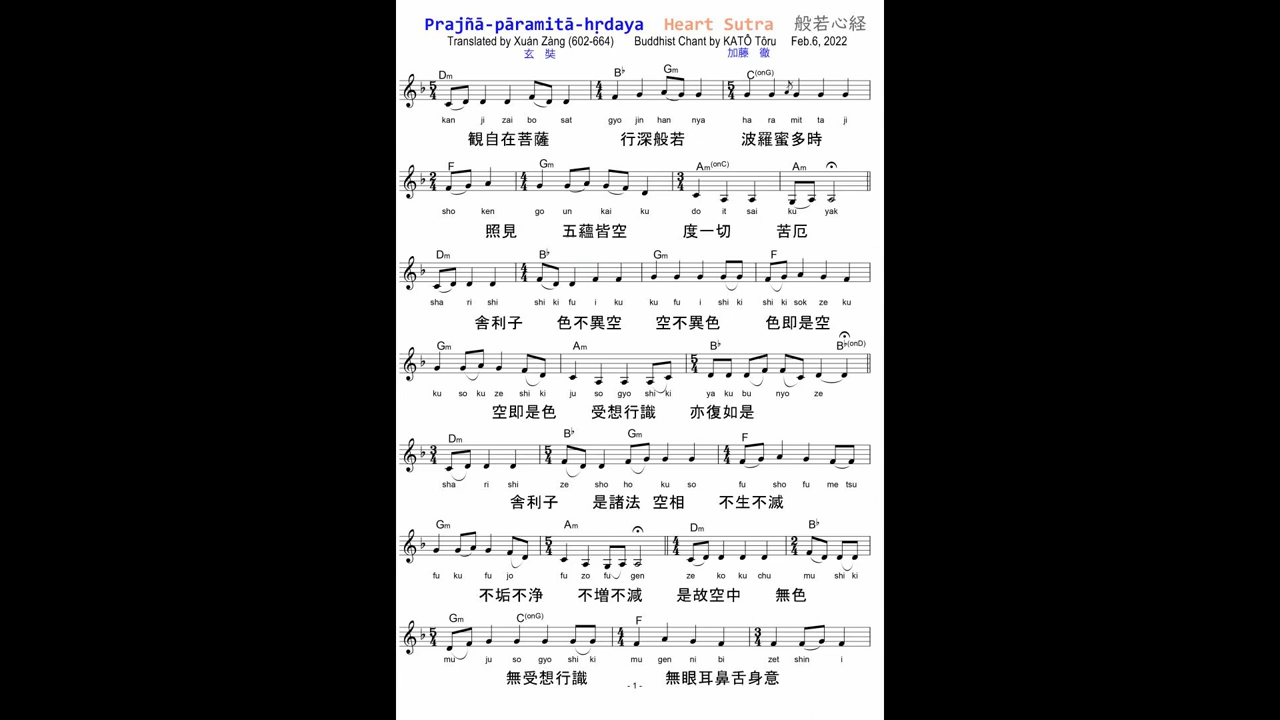 Prajñā-pāramitā-hṛdaya Heart Sutra 般若心経
Translated by Xuán Zàng (602-664) Buddhist Chant by KATŌ Tōru Feb.6, 2022
玄 奘 加藤 徹
Dm B♭ Gm C(onG)
kan ji zai bo sat gyo jin han nya ha ra mit ta ji
観自在菩薩 行深般若 波羅蜜多時
F Gm Am(onC) Am
sho ken go un kai ku do it sai ku yak
照見 五蘊皆空 度一切 苦厄
Dm B♭ Gm F
sha ri shi shi ki fu i ku ku fu i shi ki shi ki sok ze ku
舎利子 色不異空 空不異色 色即是空
Gm Am B♭ B♭(onD)
ku so ku ze shi ki ju so gyo shi ki ya ku bu nyo ze
空即是色 受想行識 亦復如是
Dm B♭ Gm F
sha ri shi ze sho ho ku so fu sho fu me tsu
舎利子 是諸法 空相 不生不滅
Gm Am Dm B♭
fu ku fu jo fu zo fu gen ze ko ku chu mu shi ki
不垢不浄 不増不減 是故空中 無色
Gm C(onG) F
mu ju so gyo shi ki mu gen ni bi zet shin i
無受想行識 無眼耳鼻舌身意
- 1 -